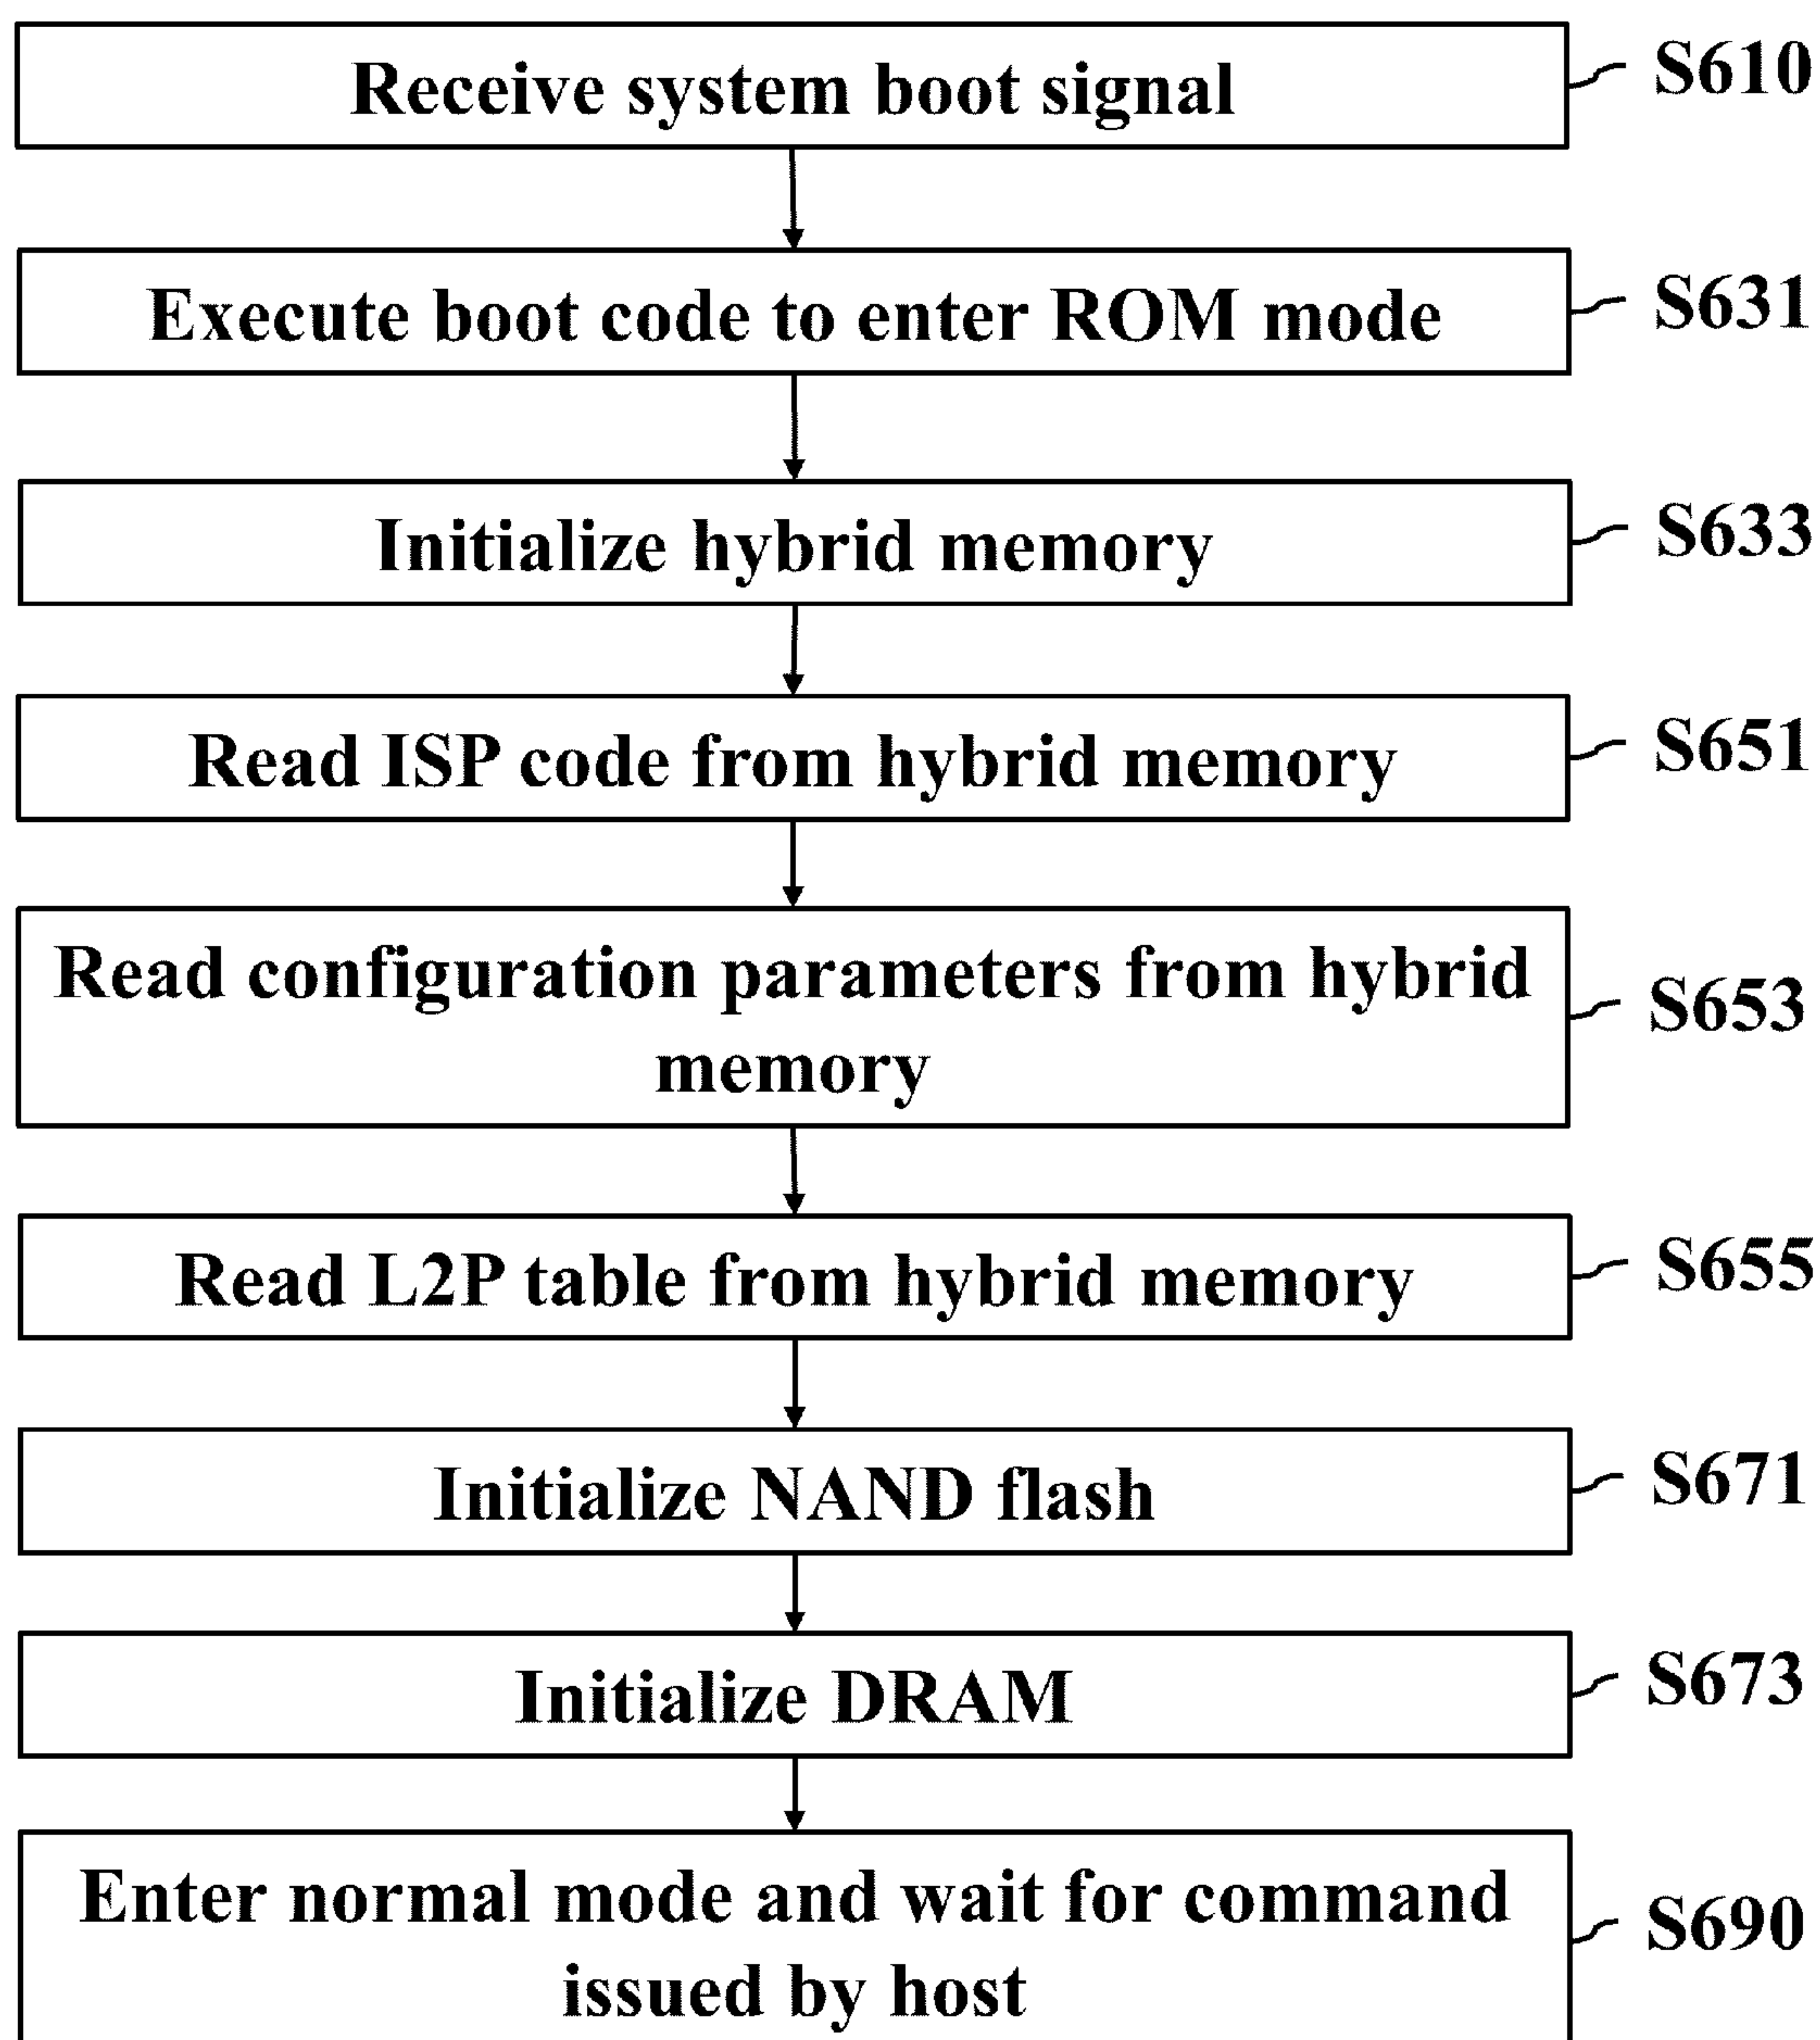 Receive system boot signal
S610
Execute boot code to enter ROM mode
S631
Initialize hybrid memory
S633
Read ISP code from hybrid memory
S651
Read configuration parameters from hybrid
memory
S653
Read L2P table from hybrid memory
S655
Initialize NAND flash
S671
Initialize DRAM
S673
Enter normal mode and wait for command
issued by host
S690